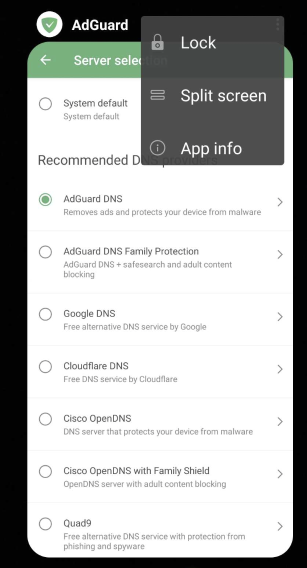 AdGuard
Lock
Server selection
System default
System default
Split screen
App info
Recommended DNS providers
AdGuard DNS
Removes ads and protects your device from malware
AdGuard DNS Family Protection
AdGuard DNS + safesearch and adult content
blocking
Google DNS
Free alternative DNS service by Google
Cloudflare DNS
Free DNS service by Cloudflare
Cisco OpenDNS
DNS server that protects your device from malware
Cisco OpenDNS with Family Shield
OpenDNS server with adult content blocking
Quad9
Free alternative DNS service with protection from
phishing and spyware